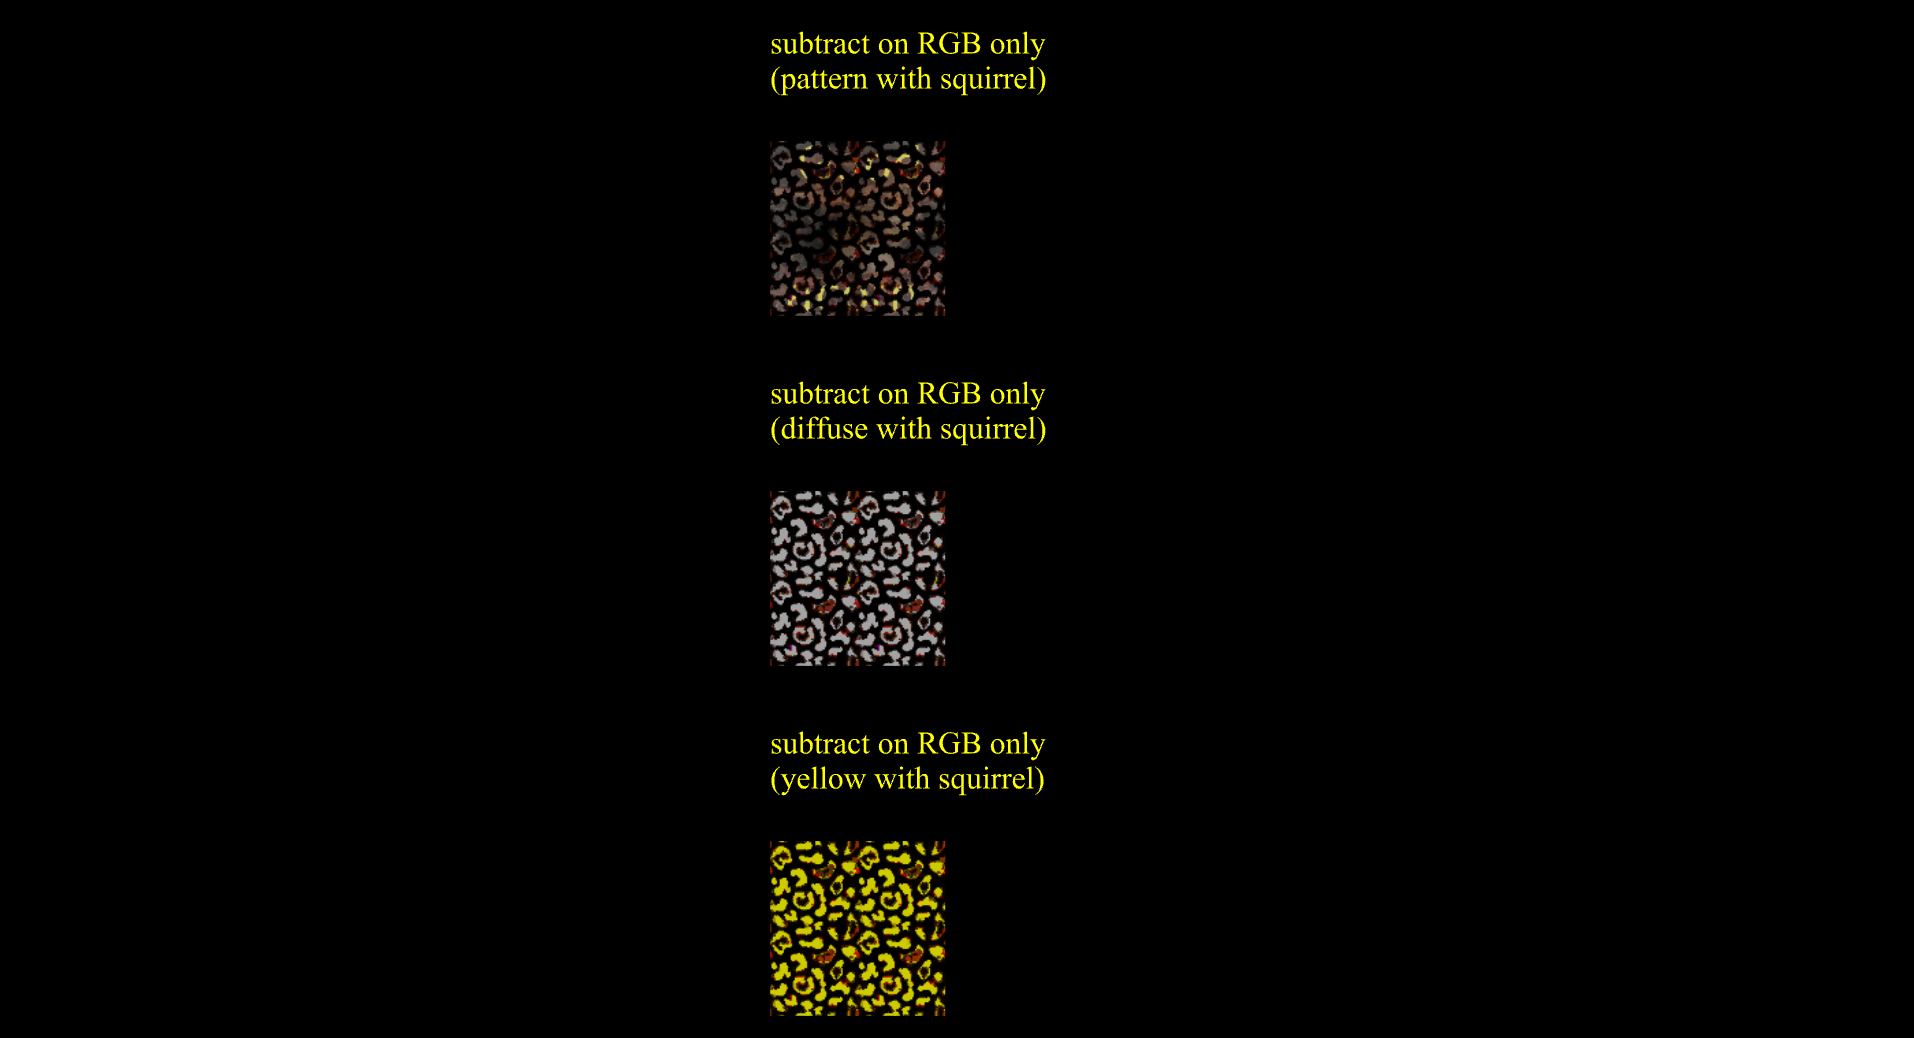 subtract on RGB only
(pattern with squirrel)
subtract on RGB only
(diffuse with squirrel)
subtract on RGB only
(yellow with squirrel)